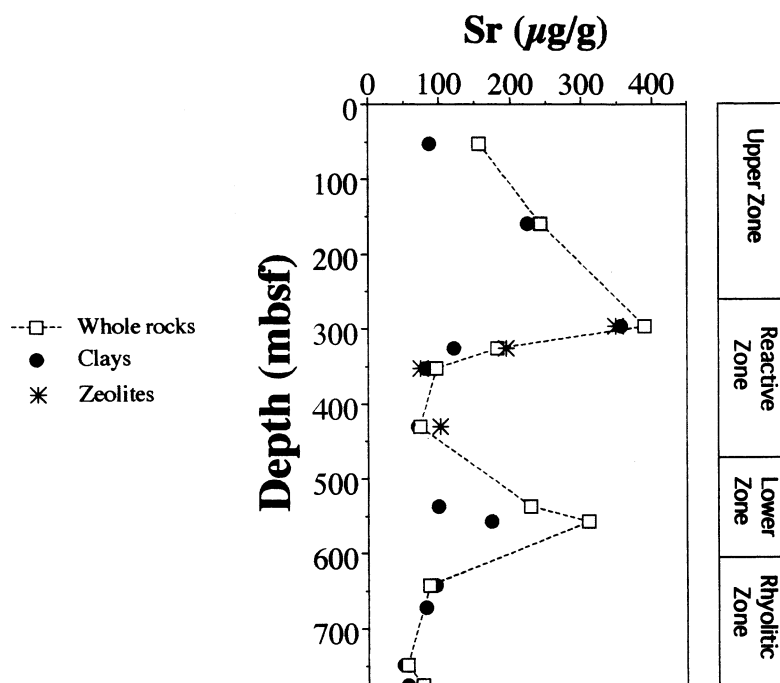 Sr (µg/g)
0 100 200 300 400
0
100
200
300
400
500
600
700
Depth (mbsf)
Whole rocks
Clays
Zeolites
Upper Zone
Reactive
Zone
Lower
Zone
Rhyolitic
Zone